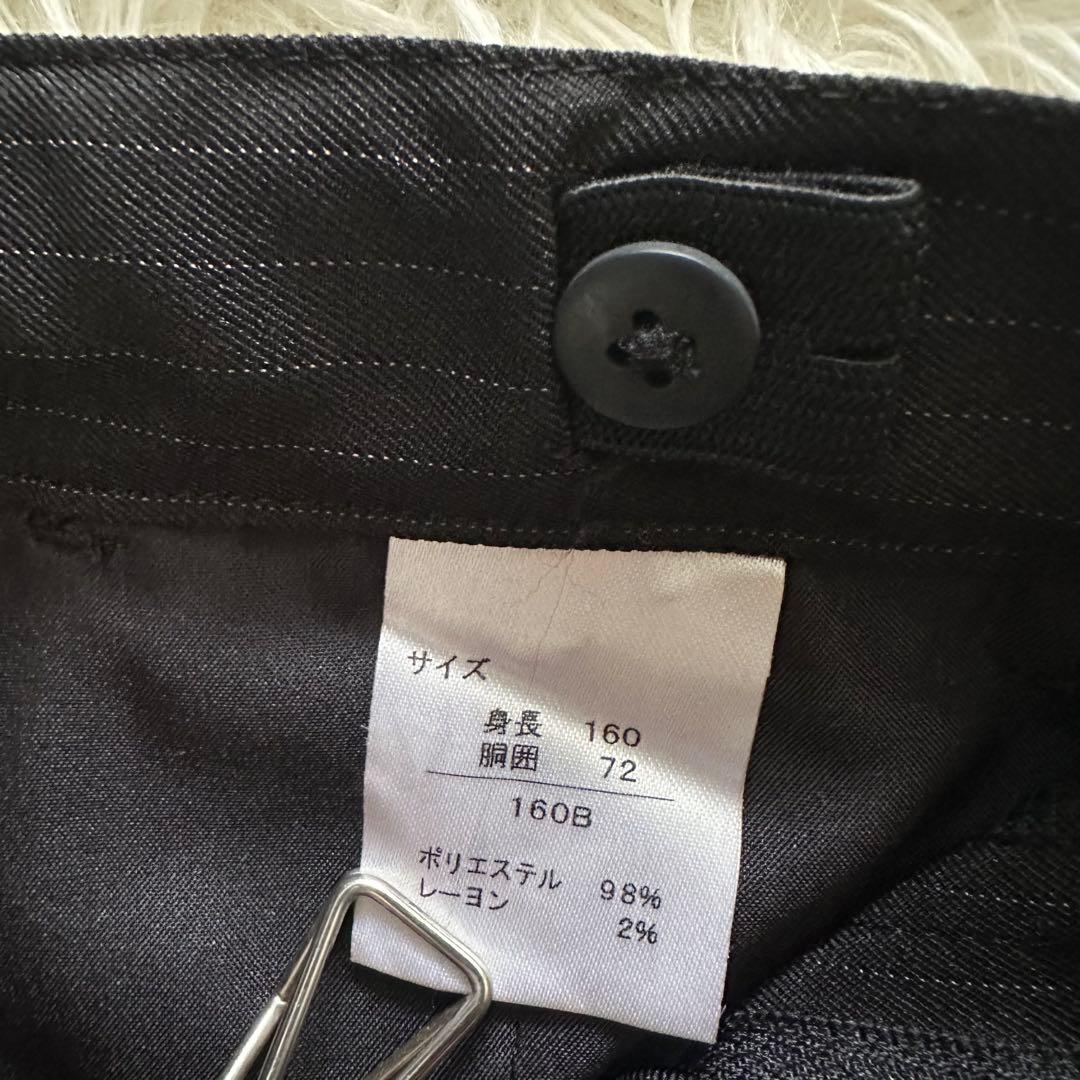 サイズ
身長 160
胴囲 72
160B
ポリエステル 98%
レーヨン 2%